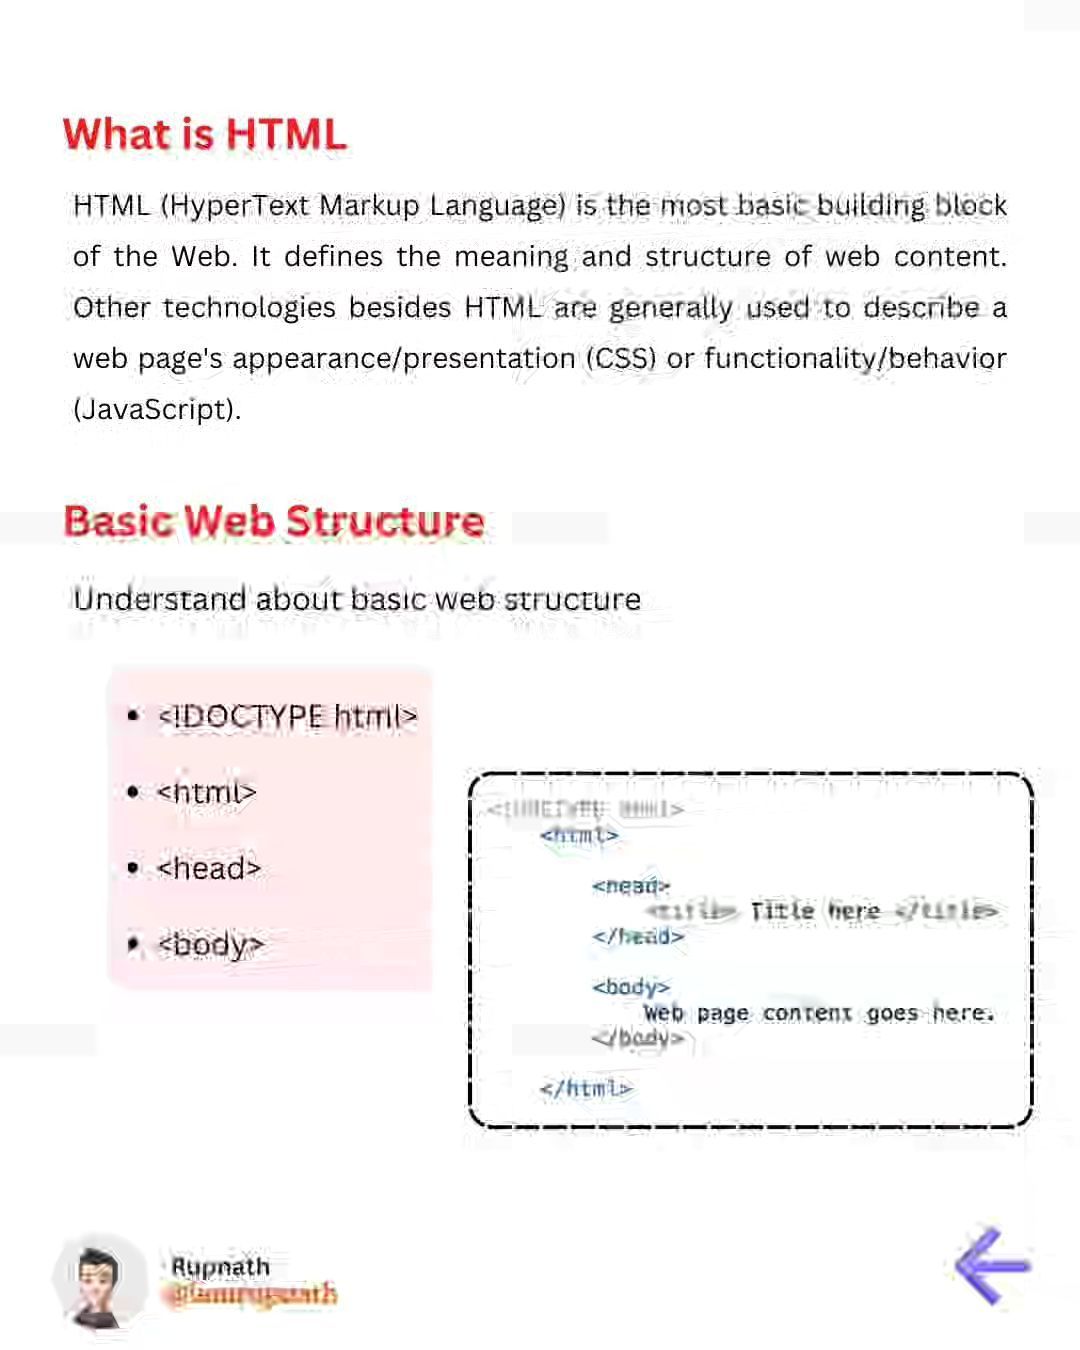 What is HTML
HTML (HyperText Markup Language) is the most basic building block
of the Web. It defines the meaning and structure of web content.
Other technologies besides HTML are generally used to describe a
web page's appearance/presentation (CSS) or functionality/behavior
(JavaScript).
Basic Web Structure
Understand about basic web structure
• <!DOCTYPE html>
• <html>
• <head>
• <body>
<!DOCTYPE html>
<html>
<head>
<title> Title here </title>
</head>
<body>
Web page content goes here.
</body>
</html>
Rupnath